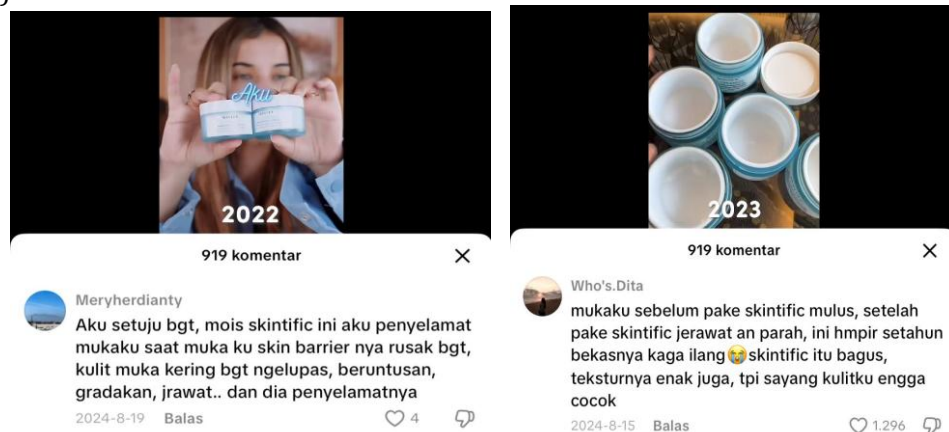 Aku
2022
919 komentar
Meryherdianty
Aku setuju bgt, mois skintific ini aku penyelamat
mukaku saat muka ku skin barrier nya rusak bgt,
kulit muka kering bgt ngelupas, beruntusan,
gradakan, jrawat.. dan dia penyelamatnya
2024-8-19 Balas 4
2023
919 komentar
Who's.Dita
mukaku sebelum pake skintific mulus, setelah
pake skintific jerawat an parah, ini hmpir setahun
bekasnya kaga ilang😭skintific itu bagus,
teksturnya enak juga, tpi sayang kulitku engga
cocok
2024-8-15 Balas 1.296